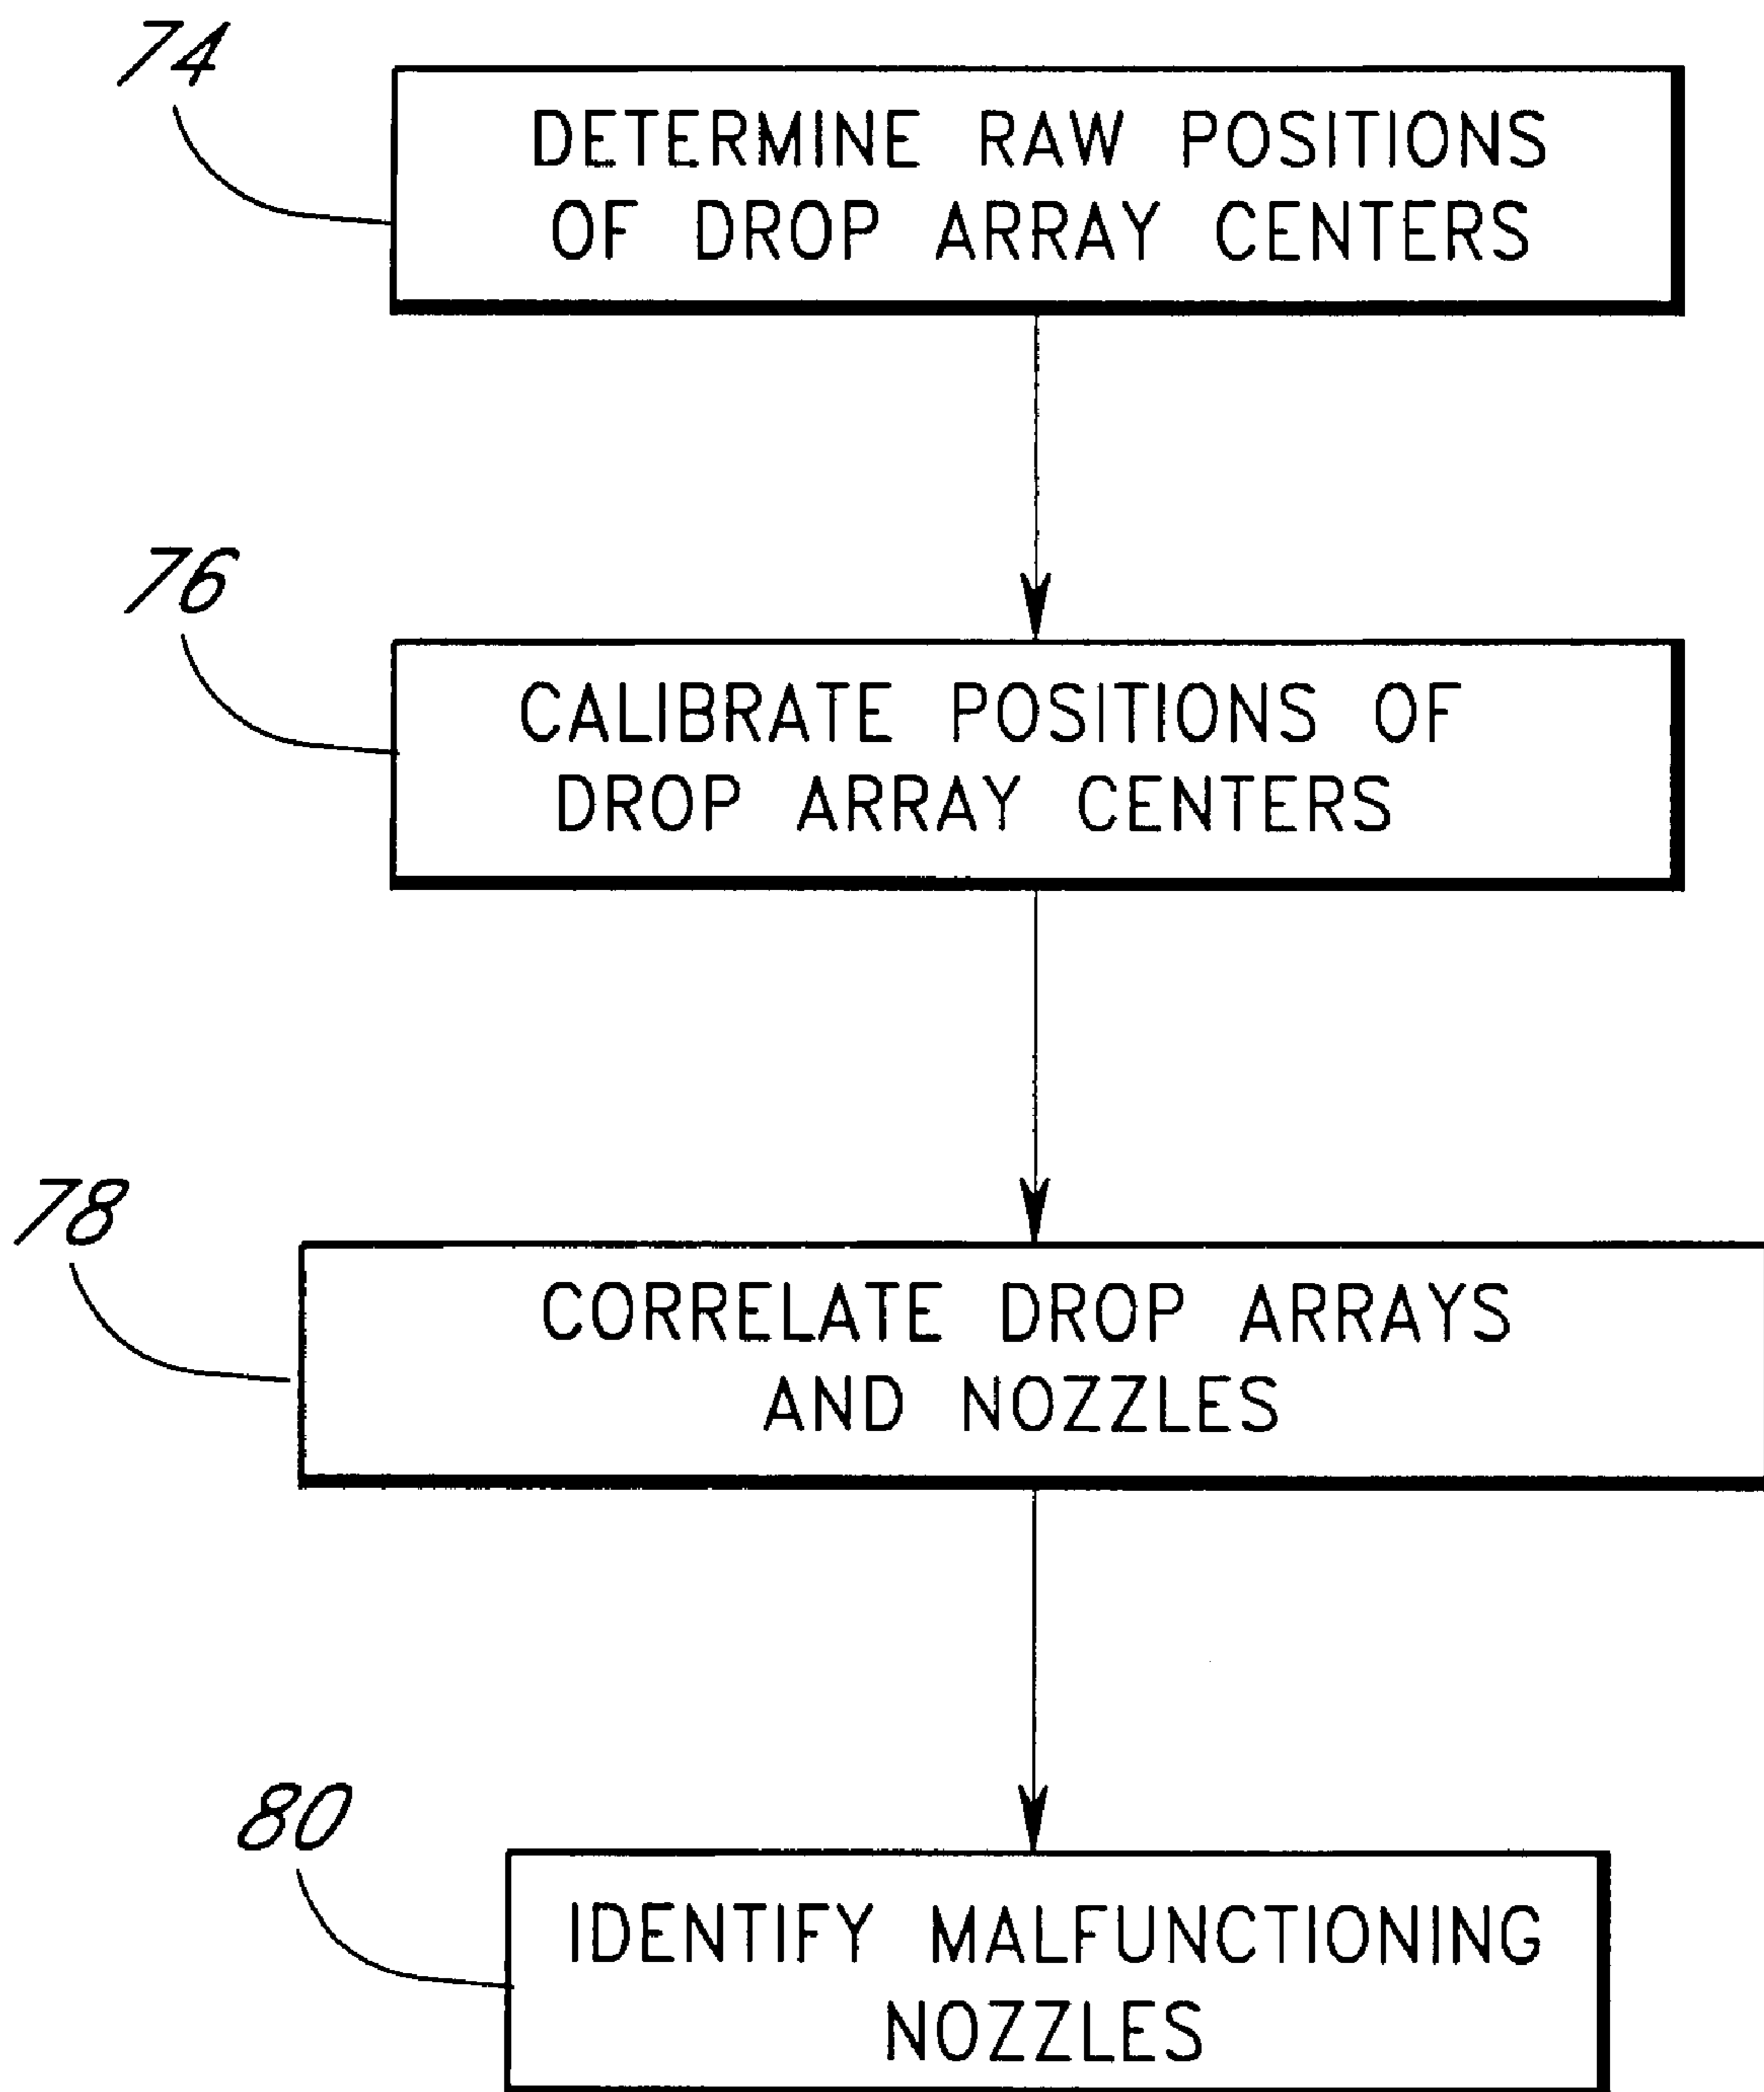 74
DETERMINE RAW POSITIONS
OF DROP ARRAY CENTERS
76
CALIBRATE POSITIONS OF
DROP ARRAY CENTERS
78
CORRELATE DROP ARRAYS
AND NOZZLES
80
IDENTIFY MALFUNCTIONING
NOZZLES